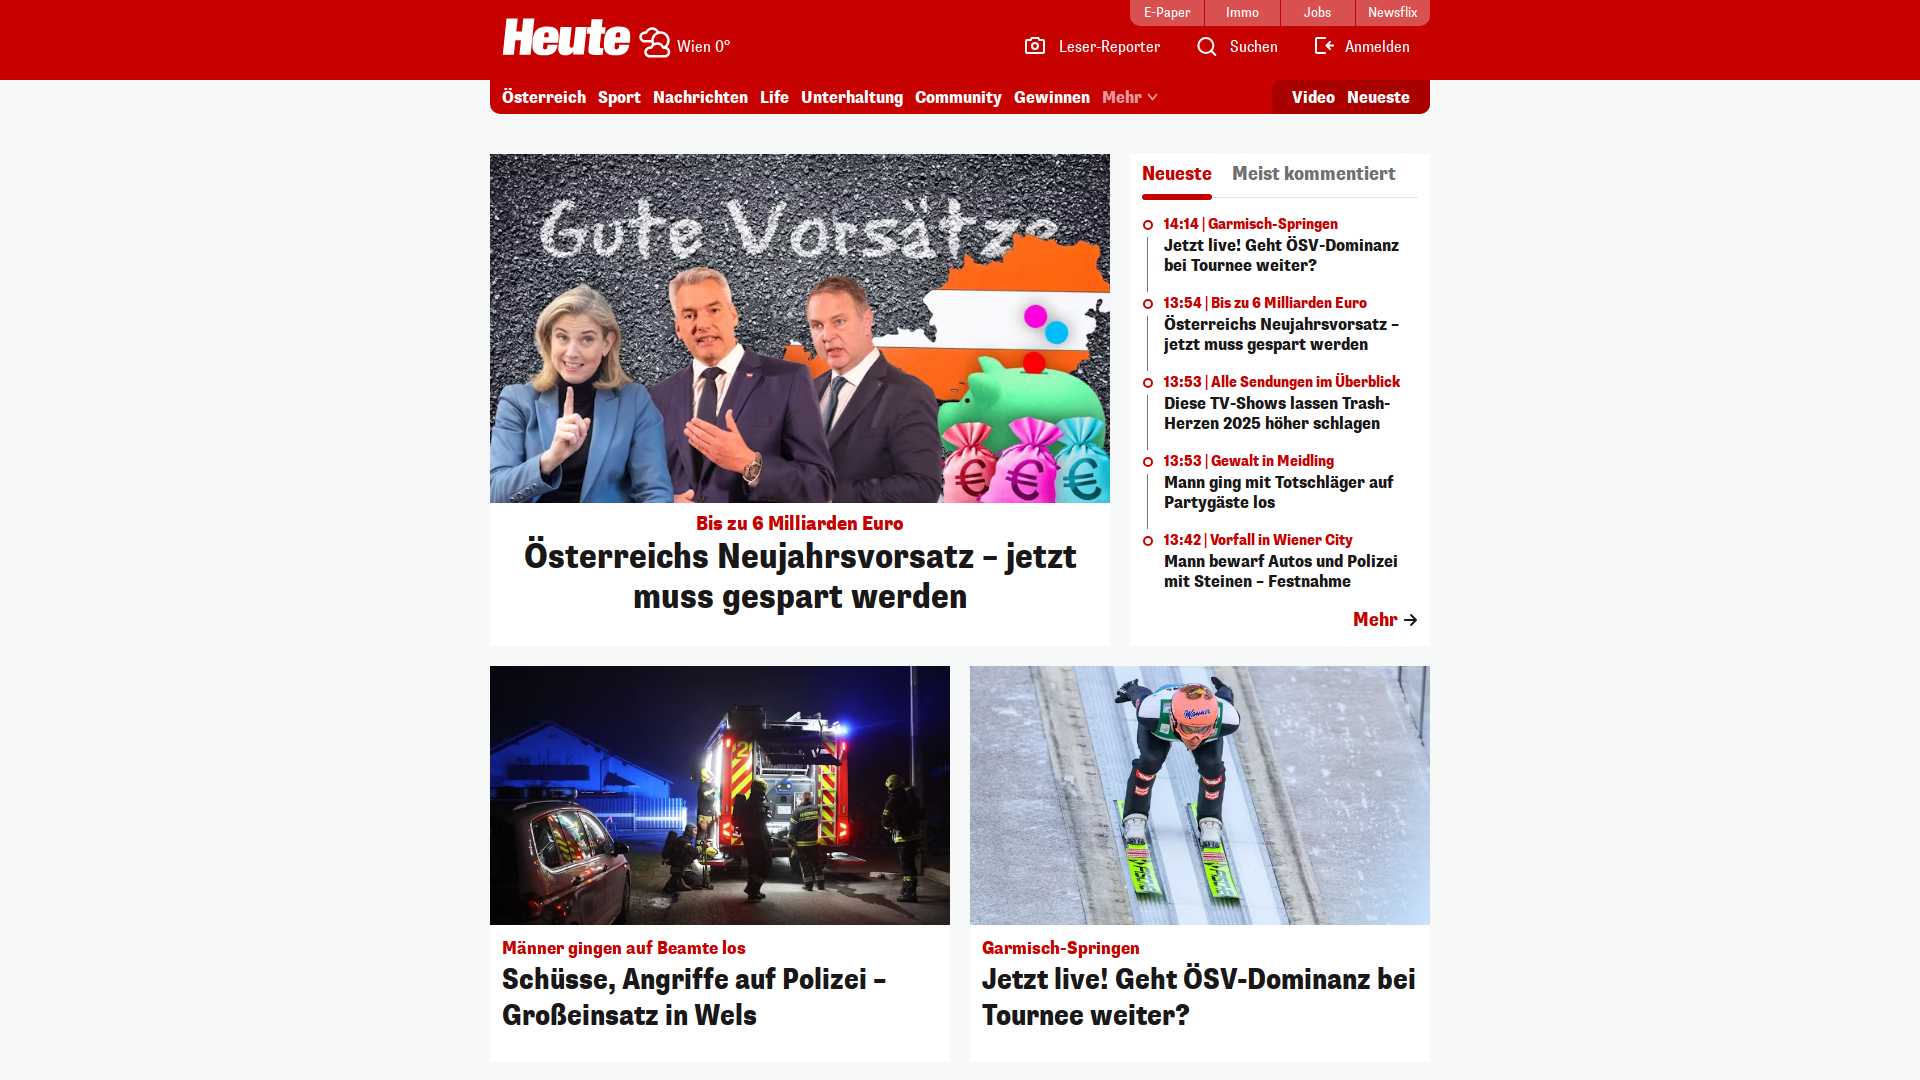 E-Paper
Immo
Jobs
Newsflix
Heute
Wien 0°
Leser-Reporter
Suchen
Anmelden
Österreich
Sport
Nachrichten
Life
Unterhaltung
Community
Gewinnen
Mehr
Video
Neueste
Gute Vorsätze
Bis zu 6 Milliarden Euro
Österreichs Neujahrsvorsatz – jetzt
muss gespart werden
Neueste
Meist kommentiert
14:14 | Garmisch-Springen
Jetzt live! Geht ÖSV-Dominanz
bei Tournee weiter?
13:54 | Bis zu 6 Milliarden Euro
Österreichs Neujahrsvorsatz –
jetzt muss gespart werden
13:53 | Alle Sendungen im Überblick
Diese TV-Shows lassen Trash-
Herzen 2025 höher schlagen
13:53 | Gewalt in Meidling
Mann ging mit Totschläger auf
Partygäste los
13:42 | Vorfall in Wiener City
Mann bewarf Autos und Polizei
mit Steinen – Festnahme
Mehr
Männer gingen auf Beamte los
Schüsse, Angriffe auf Polizei –
Großeinsatz in Wels
Garmisch-Springen
Jetzt live! Geht ÖSV-Dominanz bei
Tournee weiter?